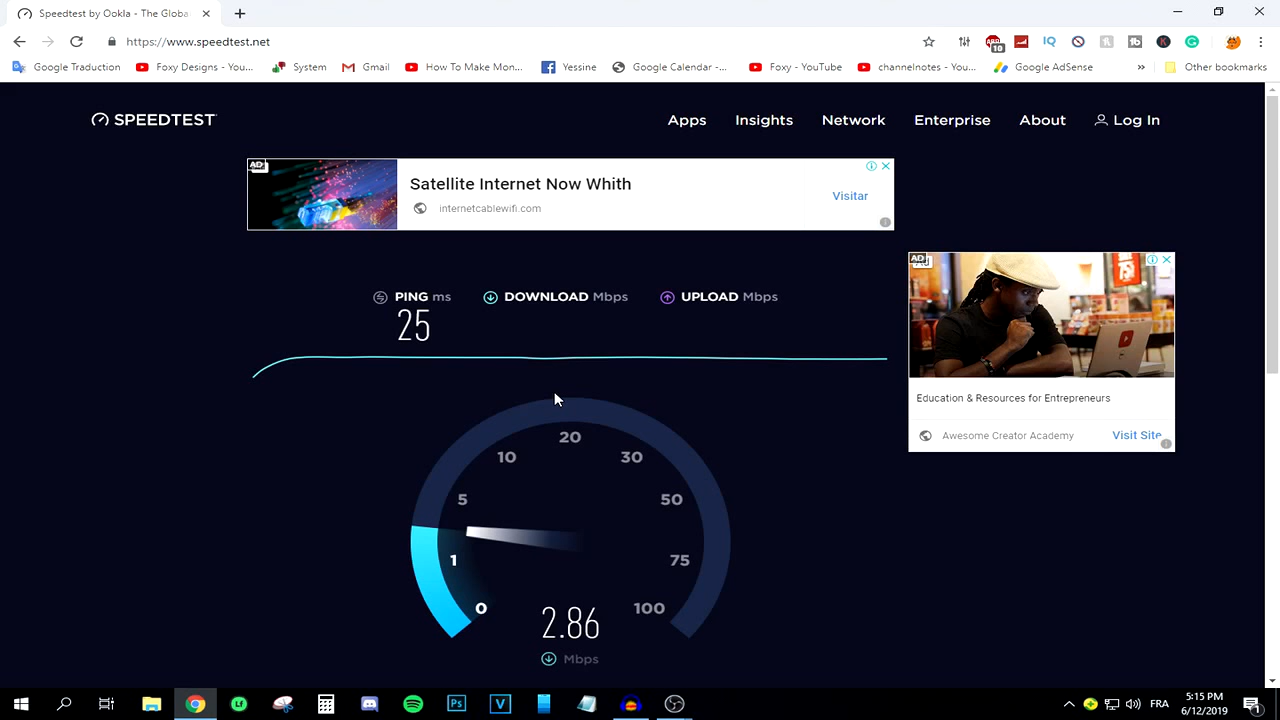 Speedtest by Ookla - The Globa
https://www.speedtest.net
10
IQ
Google Traduction
Foxy Designs - You...
System
Gmail
How To Make Mon...
Yessine
Google Calendar -...
Foxy - YouTube
channelnotes - You...
Google AdSense
»
Other bookmarks
SPEEDTEST
Apps
Insights
Network
Enterprise
About
Log In
AD
Satellite Internet Now Whith
internetcablewifi.com
Visitar
AD
Education & Resources for Entrepreneurs
Awesome Creator Academy
Visit Site
PING ms
DOWNLOAD Mbps
UPLOAD Mbps
25
0
1
5
10
20
30
50
75
100
2.86
Mbps
Ps
V
FRA
5:15 PM
6/12/2019
1